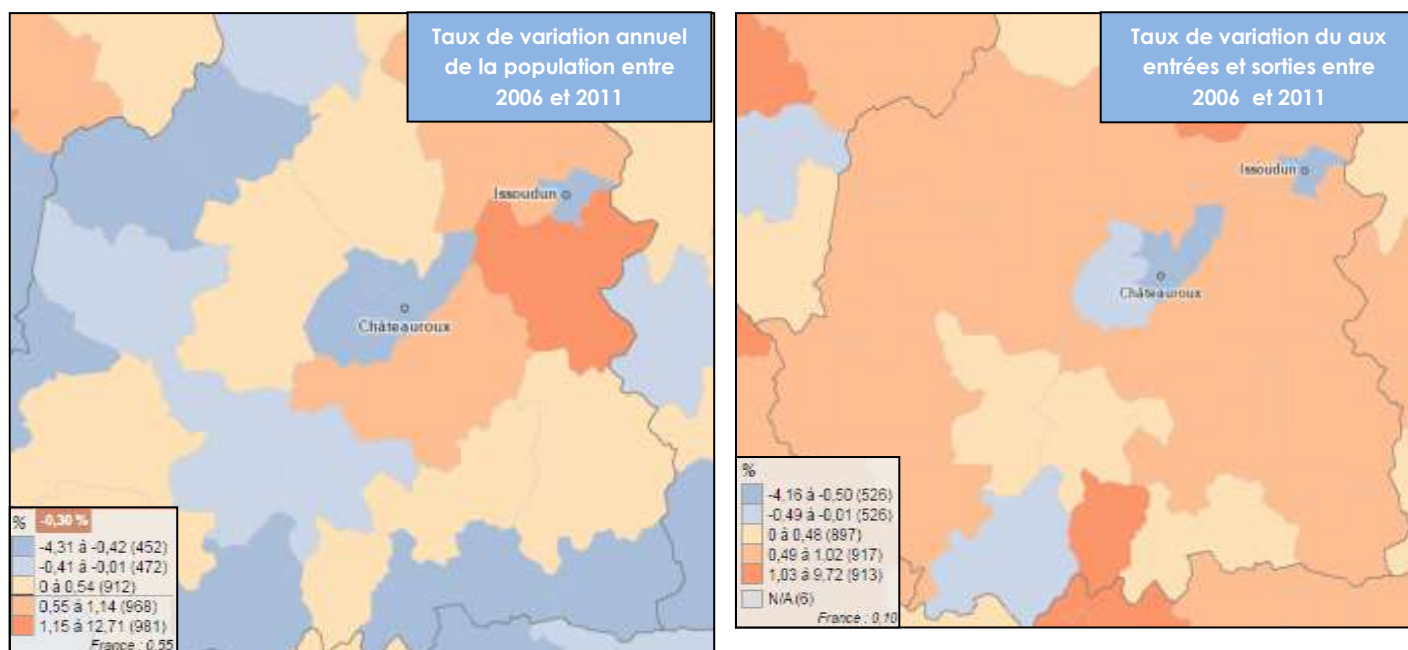 Taux de variation annuel
de la population entre
2006 et 2011
Issoudun
Châteauroux
% -0,30 %
-4,31 à -0,42 (452)
-0,41 à -0,01 (472)
0 à 0,54 (912)
0,55 à 1,14 (968)
1,15 à 12,71 (981)
France : 0,55
Taux de variation du aux
entrées et sorties entre
2006 et 2011
Issoudun
Châteauroux
%
-4,16 à -0,50 (526)
-0,49 à -0,01 (526)
0 à 0,48 (897)
0,49 à 1,02 (917)
1,03 à 9,72 (913)
N/A (6)
France : 0,10